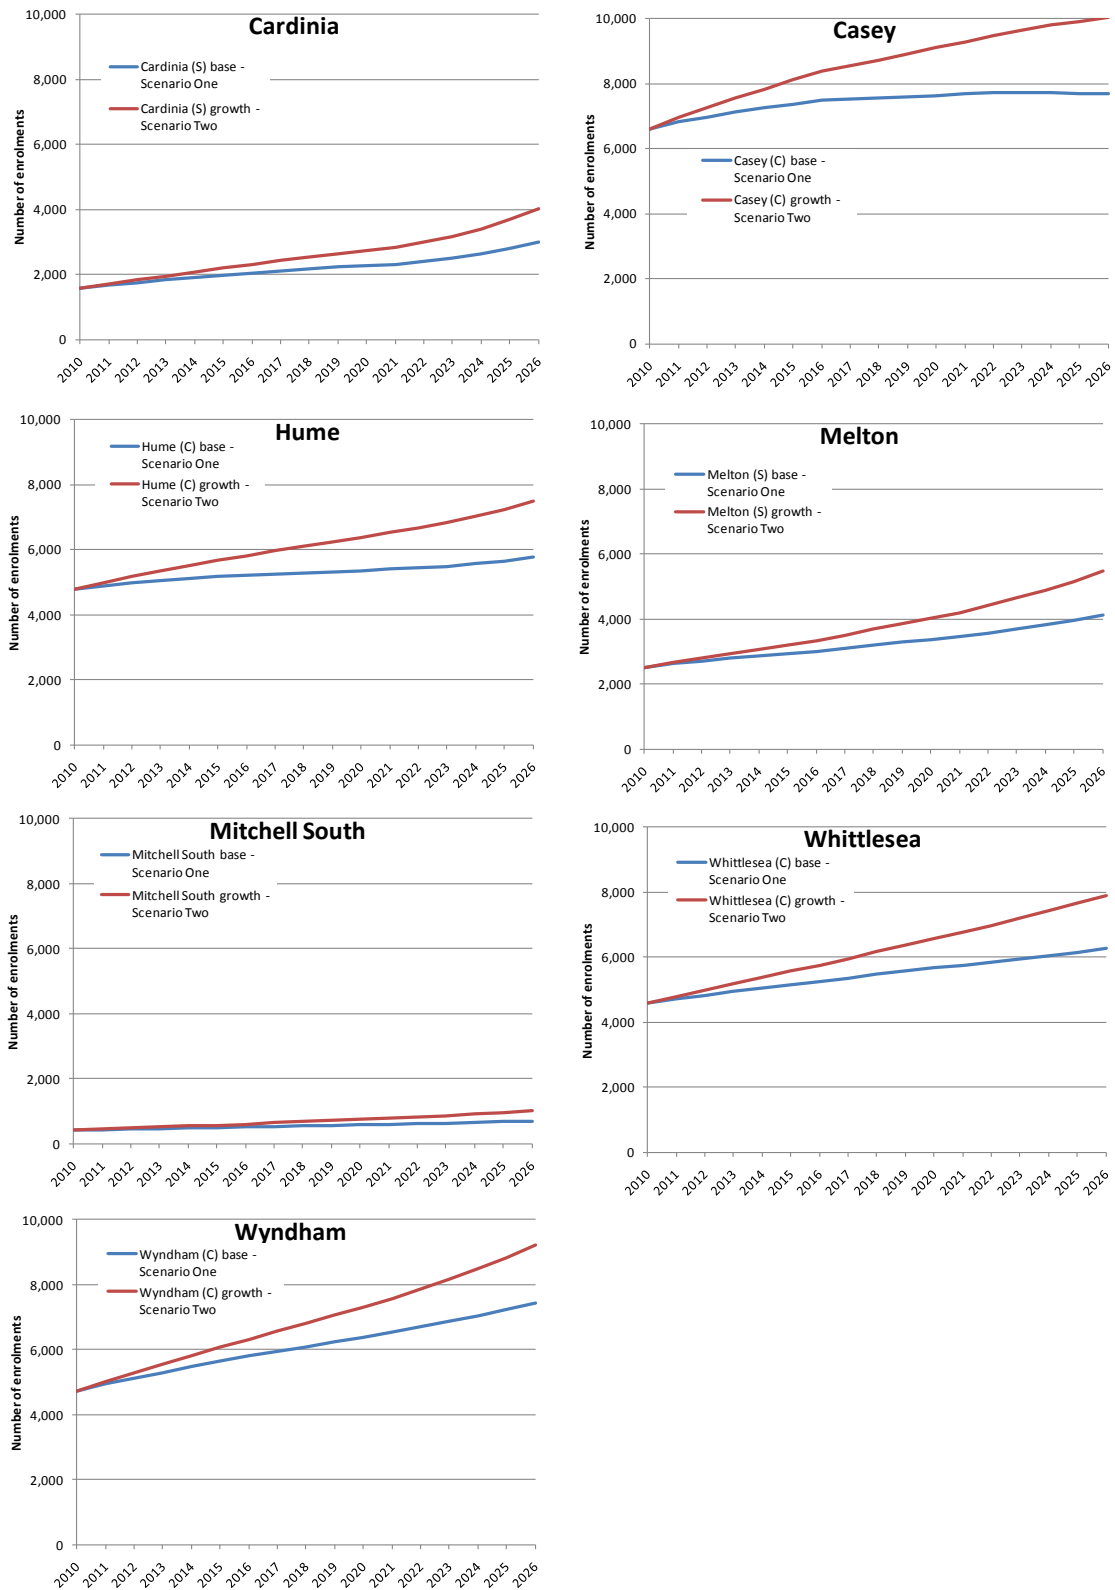 Cardinia
10,000
8,000
6,000
4,000
2,000
0
Number of enrolments
Cardinia (S) base -
Scenario One
Cardinia (S) growth -
Scenario Two
2010 2011 2012 2013 2014 2015 2016 2017 2018 2019 2020 2021 2022 2023 2024 2025 2026
Casey
10,000
8,000
6,000
4,000
2,000
0
Number of enrolments
Casey (C) base -
Scenario One
Casey (C) growth -
Scenario Two
2010 2011 2012 2013 2014 2015 2016 2017 2018 2019 2020 2021 2022 2023 2024 2025 2026
Hume
10,000
8,000
6,000
4,000
2,000
0
Number of enrolments
Hume (C) base -
Scenario One
Hume (C) growth -
Scenario Two
2010 2011 2012 2013 2014 2015 2016 2017 2018 2019 2020 2021 2022 2023 2024 2025 2026
Melton
10,000
8,000
6,000
4,000
2,000
0
Number of enrolments
Melton (S) base -
Scenario One
Melton (S) growth -
Scenario Two
2010 2011 2012 2013 2014 2015 2016 2017 2018 2019 2020 2021 2022 2023 2024 2025 2026
Mitchell South
10,000
8,000
6,000
4,000
2,000
0
Number of enrolments
Mitchell South base -
Scenario One
Mitchell South growth -
Scenario Two
2010 2011 2012 2013 2014 2015 2016 2017 2018 2019 2020 2021 2022 2023 2024 2025 2026
Whittlesea
10,000
8,000
6,000
4,000
2,000
0
Number of enrolments
Whittlesea (C) base -
Scenario One
Whittlesea (C) growth -
Scenario Two
2010 2011 2012 2013 2014 2015 2016 2017 2018 2019 2020 2021 2022 2023 2024 2025 2026
Wyndham
10,000
8,000
6,000
4,000
2,000
0
Number of enrolments
Wyndham (C) base -
Scenario One
Wyndham (C) growth -
Scenario Two
2010 2011 2012 2013 2014 2015 2016 2017 2018 2019 2020 2021 2022 2023 2024 2025 2026